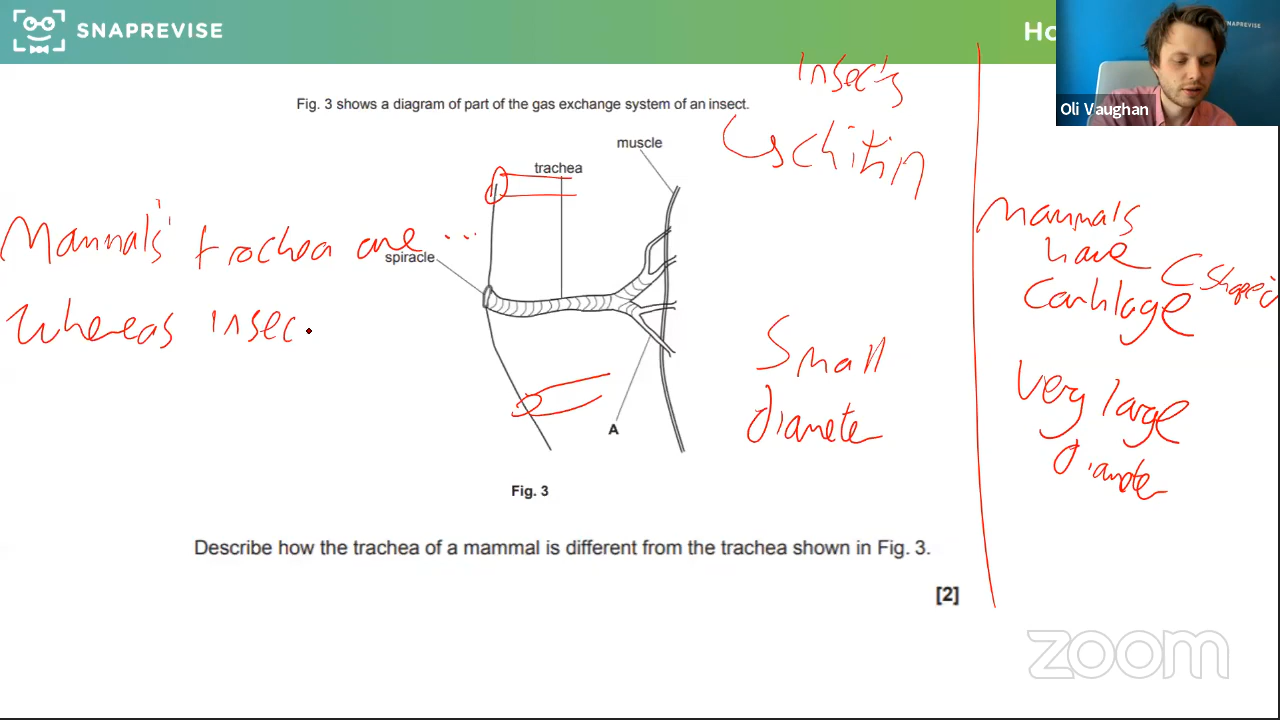 SNAPREVISE
Ho
SNAPREVISE
Oli Vaughan
Fig. 3 shows a diagram of part of the gas exchange system of an insect.
Insects
↳ chitin
muscle
trachea
spiracle
A
Fig. 3
Mammals' trachea are ...
Whereas insec
Small
diameter
Mammals
have
C shaped
Cartilage
Very large
diameter
Describe how the trachea of a mammal is different from the trachea shown in Fig. 3.
[2]
zoom